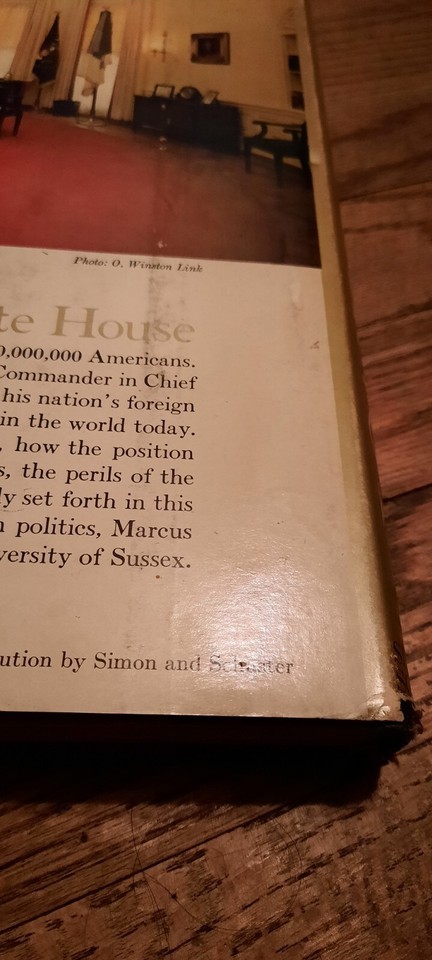 Photo: O. Winston Link
te House
0,000,000 Americans.
Commander in Chief
his nation's foreign
in the world today.
, how the position
s, the perils of the
ly set forth in this
n politics, Marcus
versity of Sussex.
ution by Simon and Schuster